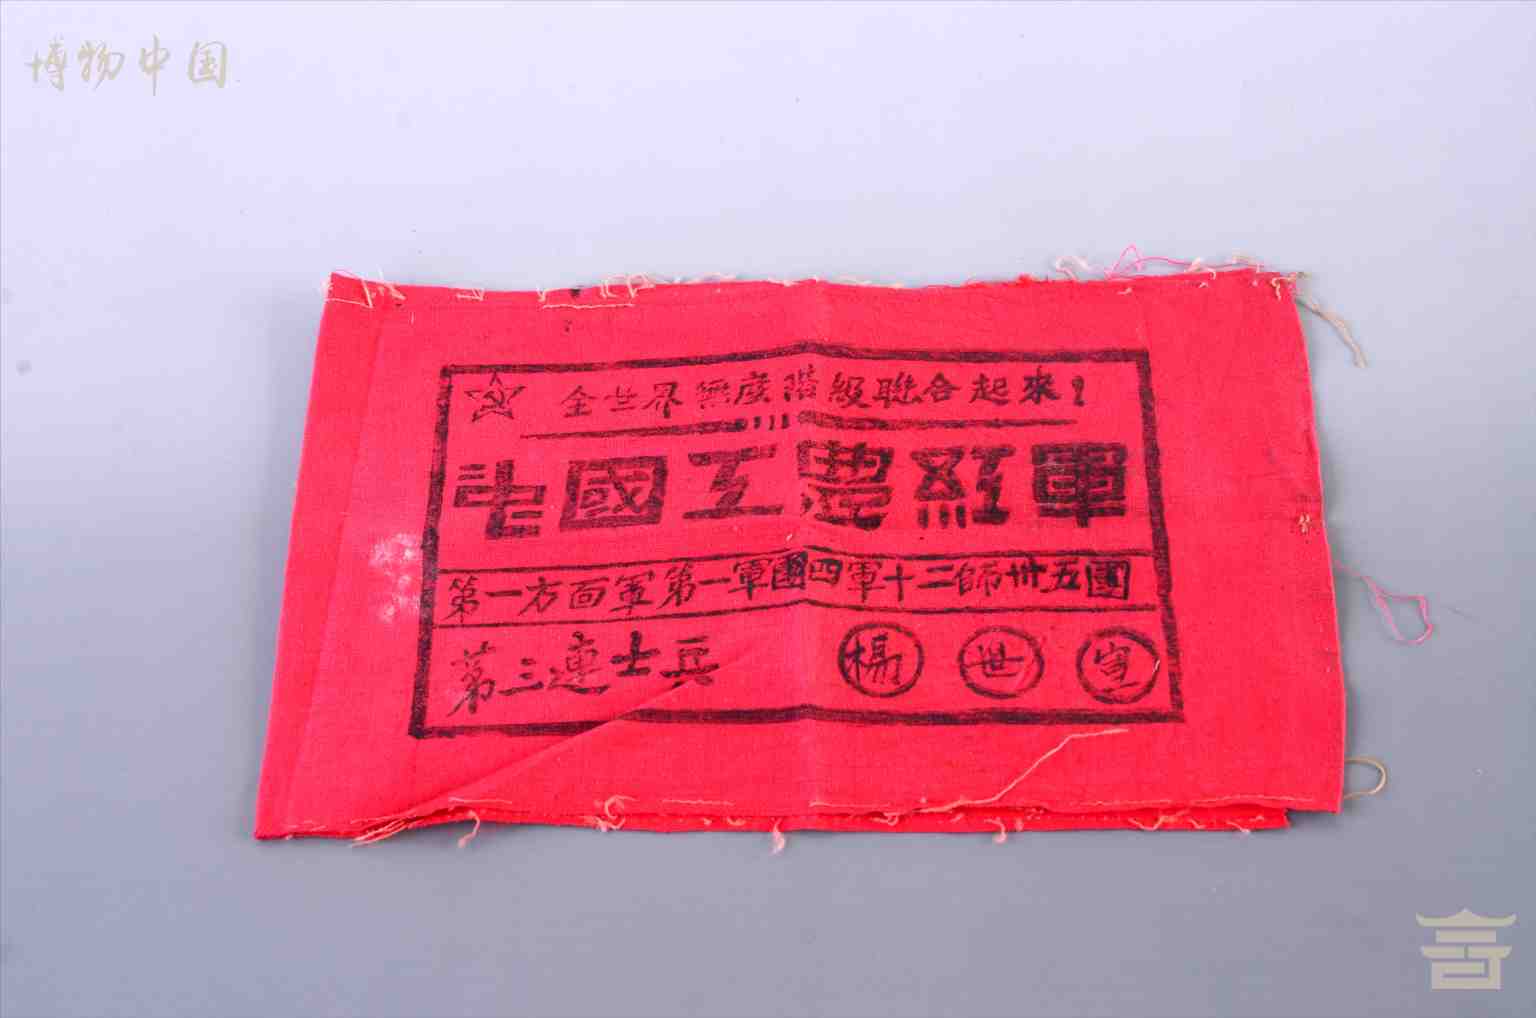 博物中国
全世界無產階級聯合起來！
中國工農紅軍
第一方面軍第一軍團四軍十二師卅五團
第三連士兵 楊世宝